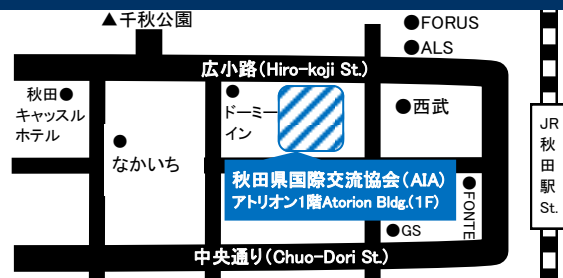 ▲千秋公園
●FORUS
●ALS
広小路(Hiro-koji St.)
秋田●
キャッスル
ホテル
●
なかいち
●
ドーミー
イン
●西武
JR
秋
田
駅
St.
秋田県国際交流協会(AIA)
アトリオン1階Atorion Bldg.(1F)
●FONTE
●GS
中央通り(Chuo-Dori St.)